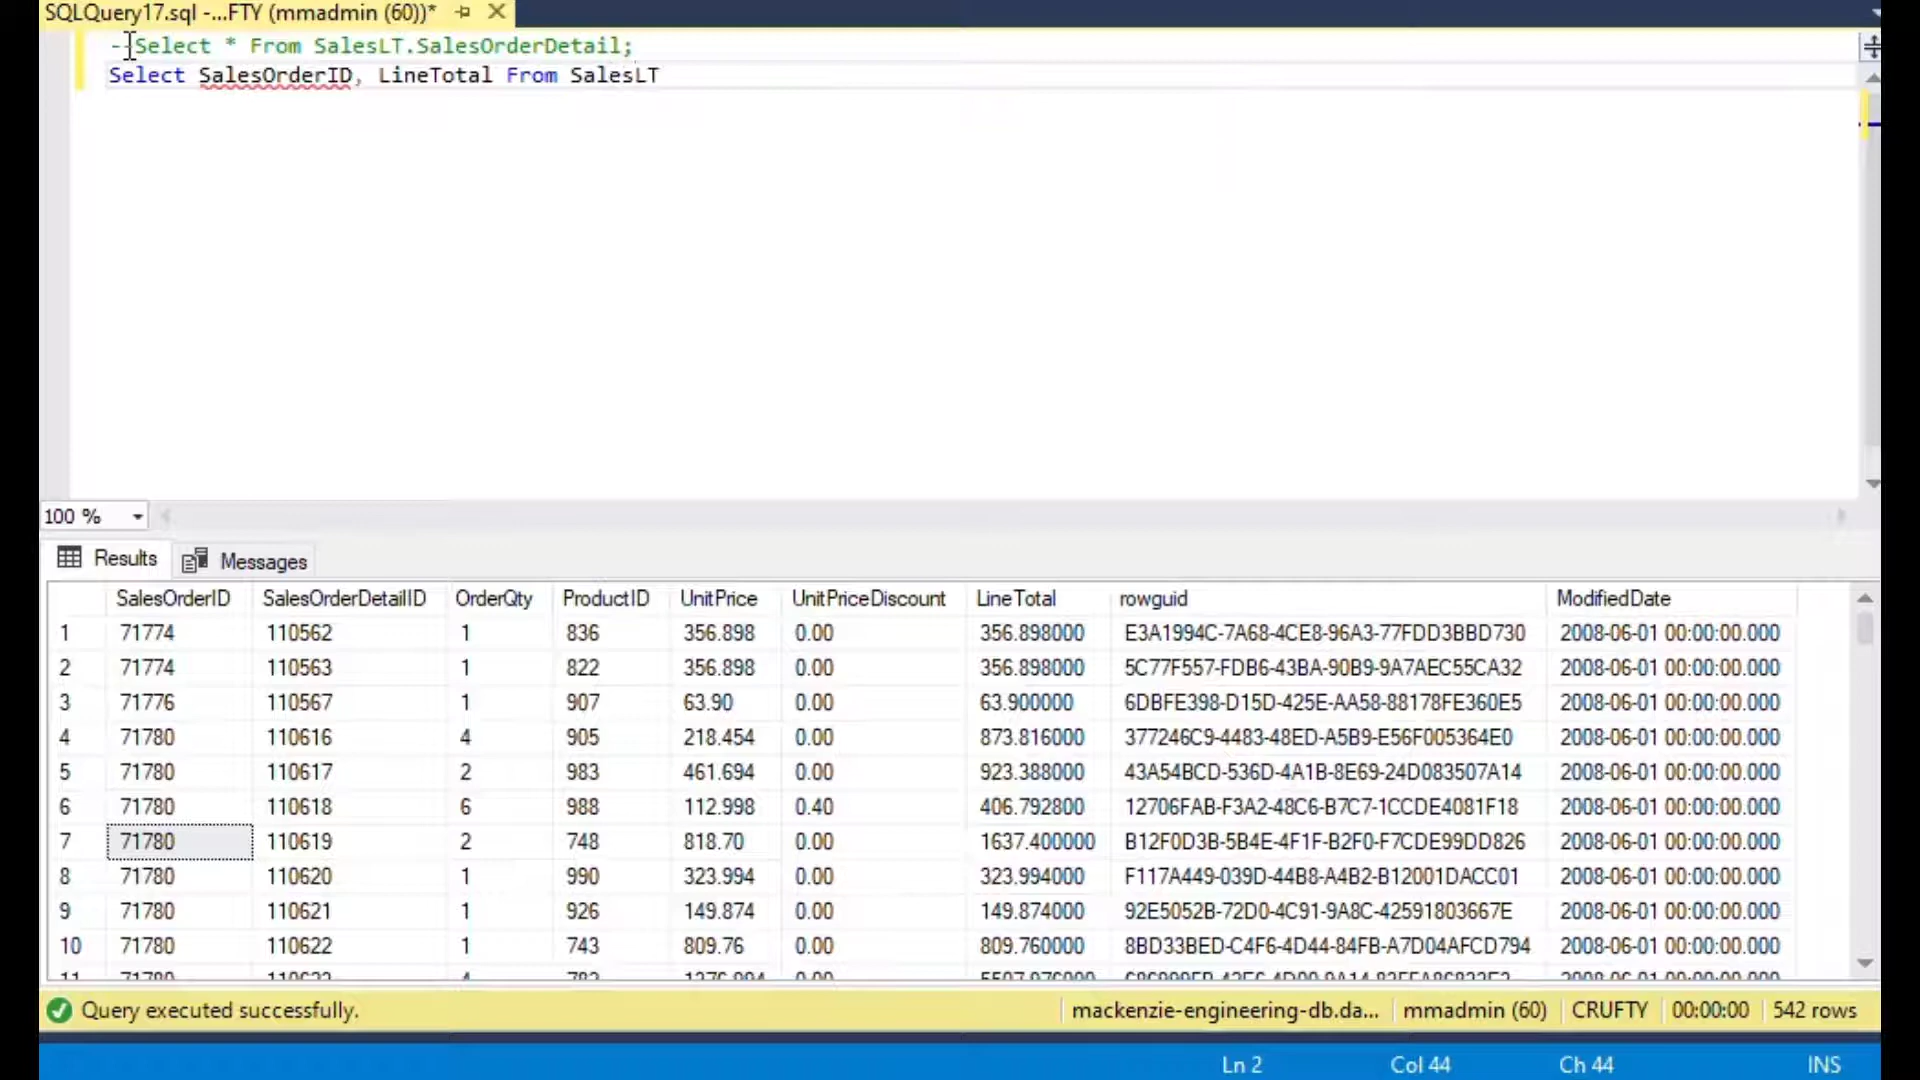 SQLQuery17.sql -...FTY (mmadmin (60))*
--Select * From SalesLT.SalesOrderDetail;
Select SalesOrderID, LineTotal From SalesLT
100 %
Results Messages
SalesOrderID SalesOrderDetailID OrderQty ProductID UnitPrice UnitPriceDiscount LineTotal rowguid ModifiedDate
1 71774 110562 1 836 356.898 0.00 356.898000 E3A1994C-7A68-4CE8-96A3-77FDD3BBD730 2008-06-01 00:00:00.000
2 71774 110563 1 822 356.898 0.00 356.898000 5C77F557-FDB6-43BA-90B9-9A7AEC55CA32 2008-06-01 00:00:00.000
3 71776 110567 1 907 63.90 0.00 63.900000 6DBFE398-D15D-425E-AA58-88178FE360E5 2008-06-01 00:00:00.000
4 71780 110616 4 905 218.454 0.00 873.816000 377246C9-4483-48ED-A5B9-E56F005364E0 2008-06-01 00:00:00.000
5 71780 110617 2 983 461.694 0.00 923.388000 43A54BCD-536D-4A1B-8E69-24D083507A14 2008-06-01 00:00:00.000
6 71780 110618 6 988 112.998 0.40 406.792800 12706FAB-F3A2-48C6-B7C7-1CCDE4081F18 2008-06-01 00:00:00.000
7 71780 110619 2 748 818.70 0.00 1637.400000 B12F0D3B-5B4E-4F1F-B2F0-F7CDE99DD826 2008-06-01 00:00:00.000
8 71780 110620 1 990 323.994 0.00 323.994000 F117A449-039D-44B8-A4B2-B12001DACC01 2008-06-01 00:00:00.000
9 71780 110621 1 926 149.874 0.00 149.874000 92E5052B-72D0-4C91-9A8C-42591803667E 2008-06-01 00:00:00.000
10 71780 110622 1 743 809.76 0.00 809.760000 8BD33BED-C4F6-4D44-84FB-A7D04AFCD794 2008-06-01 00:00:00.000
11 71780 0.00 2008-06-01 00:00:00.000
Query executed successfully. mackenzie-engineering-db.da... mmadmin (60) CRUFTY 00:00:00 542 rows
Ln 2 Col 44 Ch 44 INS